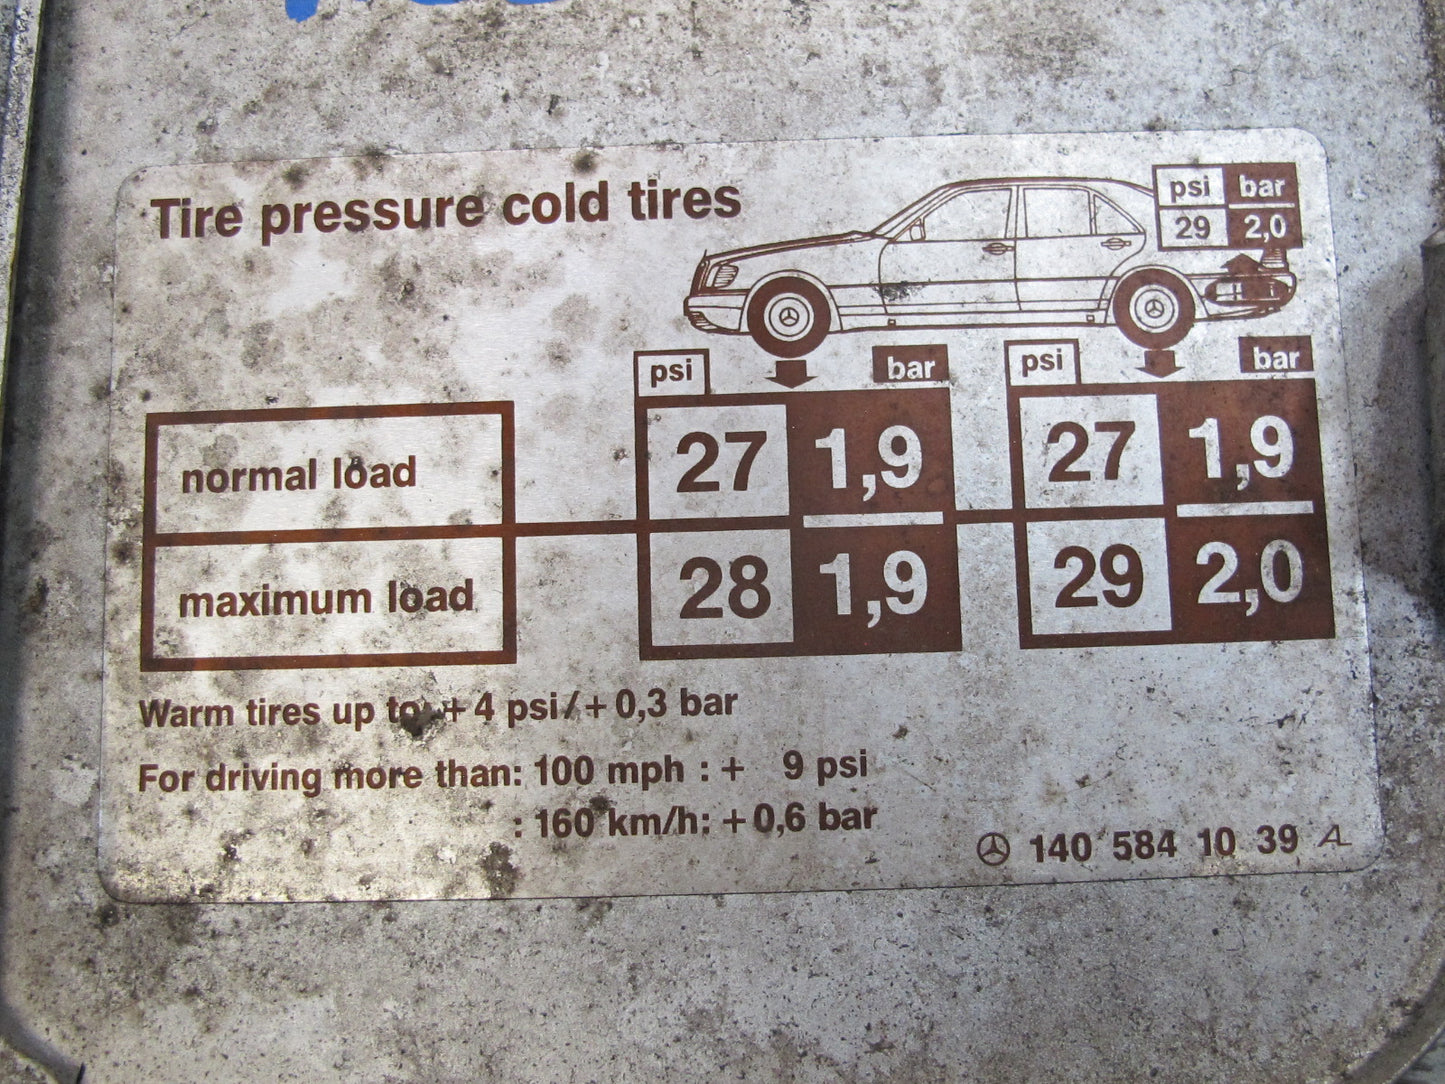 Tire pressure cold tires
psi bar
29 2,0
psi bar psi bar
normal load 27 1,9 27 1,9
maximum load 28 1,9 29 2,0
Warm tires up to + 4 psi / + 0,3 bar
For driving more than: 100 mph : + 9 psi
: 160 km/h: + 0,6 bar
140 584 10 39 AL